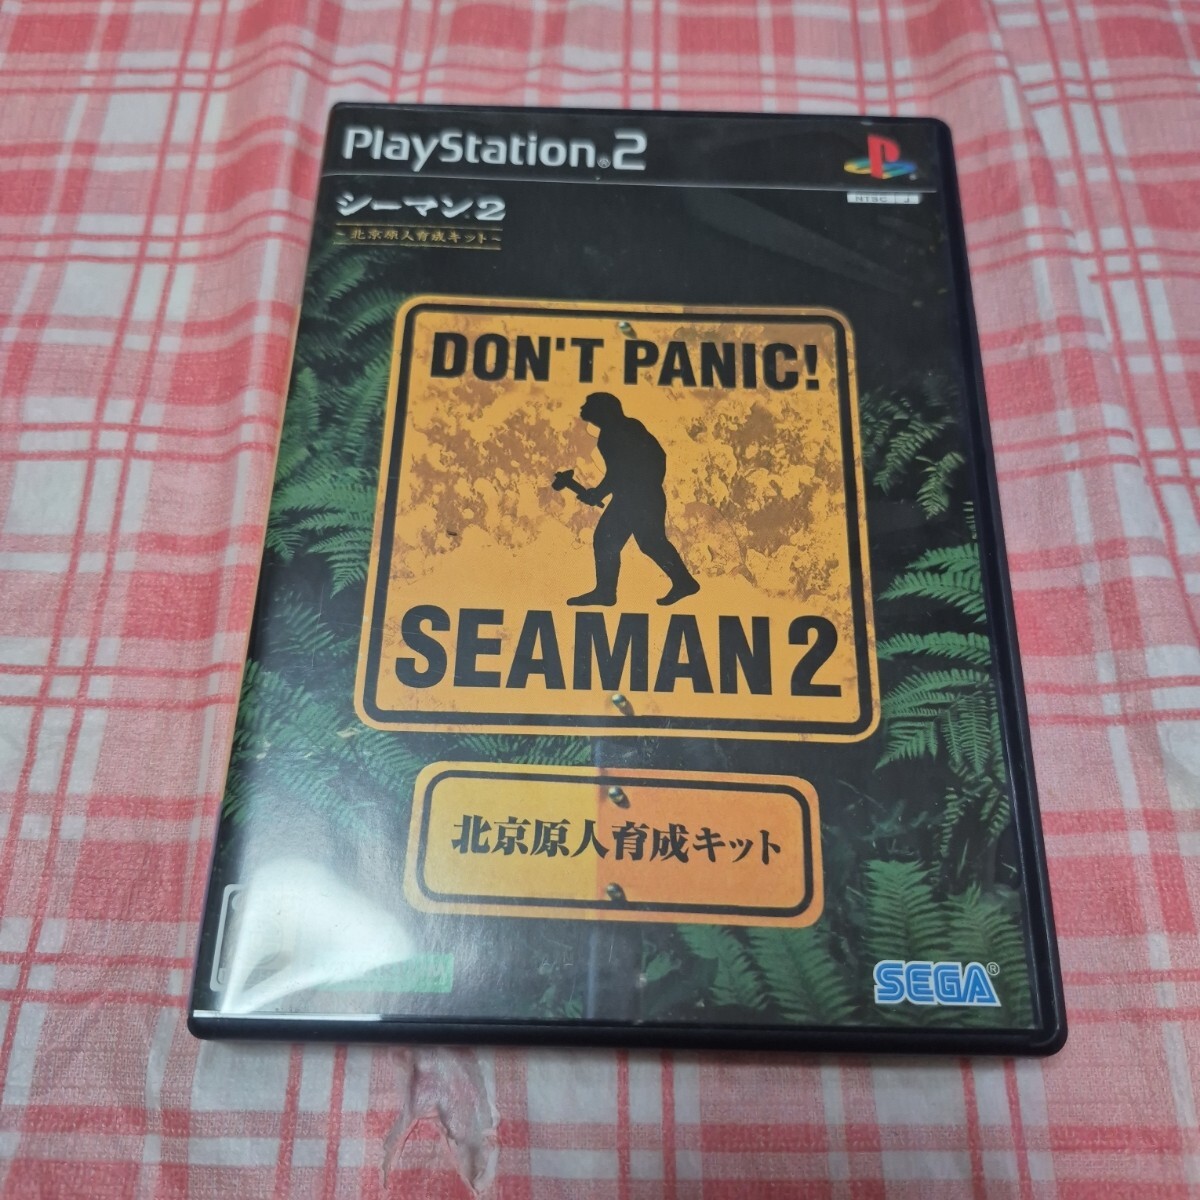 PlayStation®2
NTSC J
シーマン2
~北京原人育成キット~
DON'T PANIC!
SEAMAN 2
北京原人育成キット
SEGA®